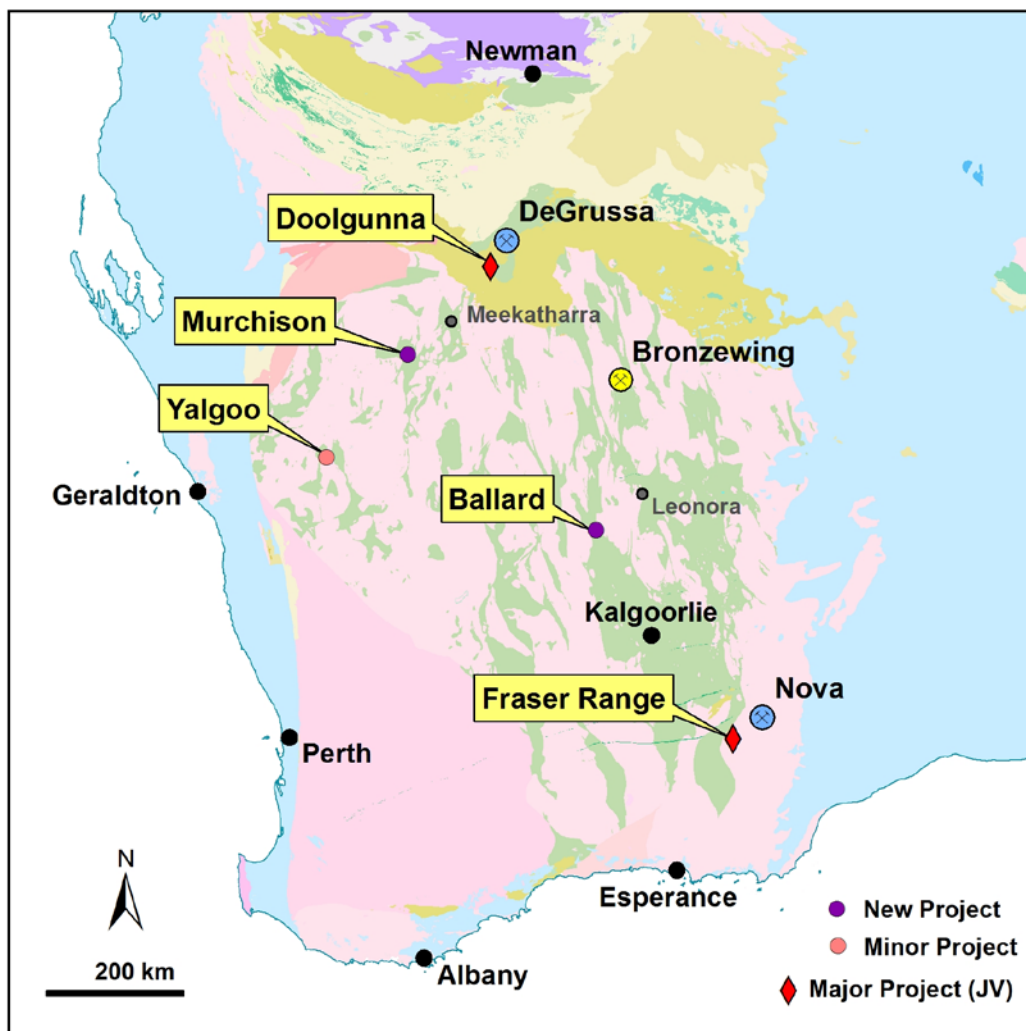 Newman
DeGrussa
Doolgunna
Meekatharra
Murchison
Bronzewing
Yalgoo
Geraldton
Ballard
Leonora
Kalgoorlie
Nova
Fraser Range
Perth
N
Esperance
New Project
Minor Project
200 km
Albany
Major Project (JV)